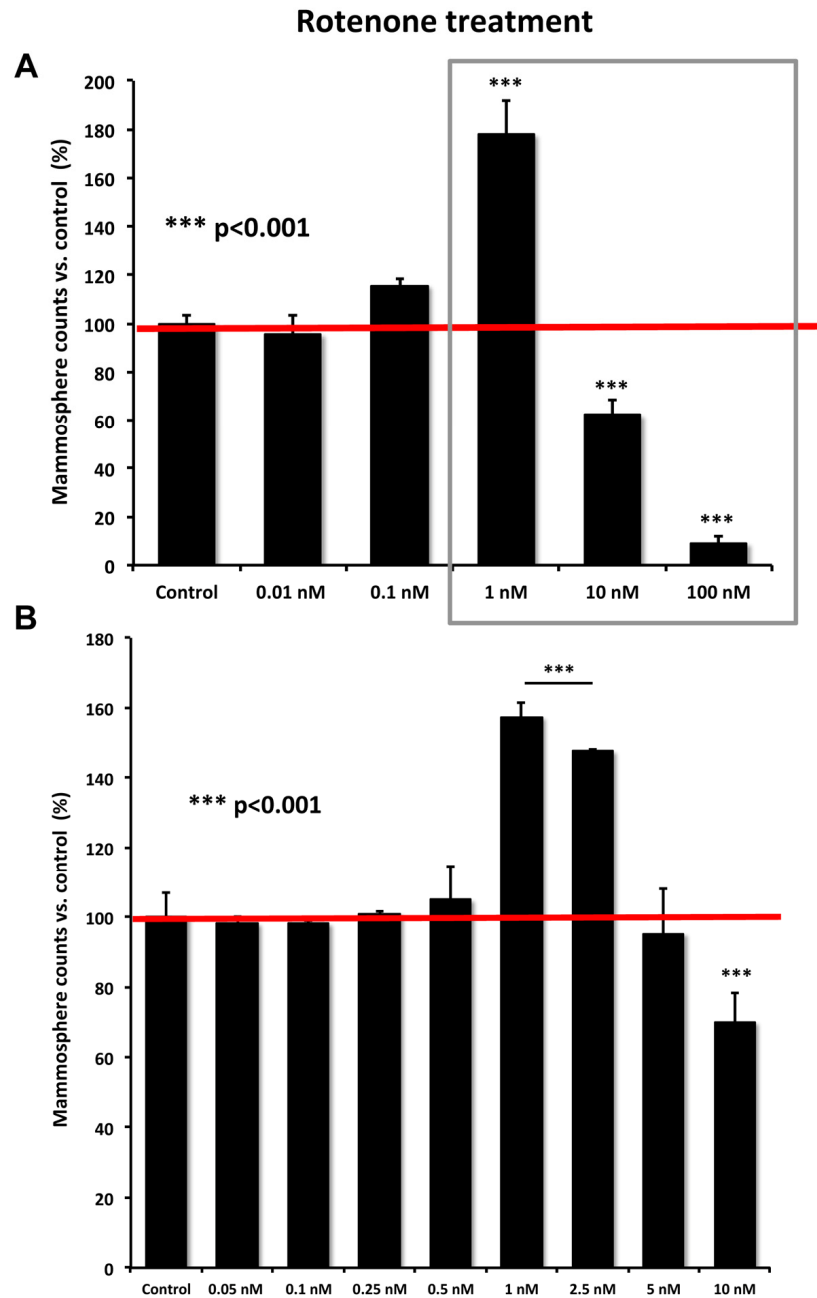 Rotenone treatment
A
Mammosphere counts vs. control (%)
200
180
160
140
120
100
80
60
40
20
0
*** p<0.001
***
***
***
Control 0.01 nM 0.1 nM 1 nM 10 nM 100 nM
B
Mammosphere counts vs. control (%)
180
160
140
120
100
80
60
40
20
0
*** p<0.001
***
***
Control 0.05 nM 0.1 nM 0.25 nM 0.5 nM 1 nM 2.5 nM 5 nM 10 nM